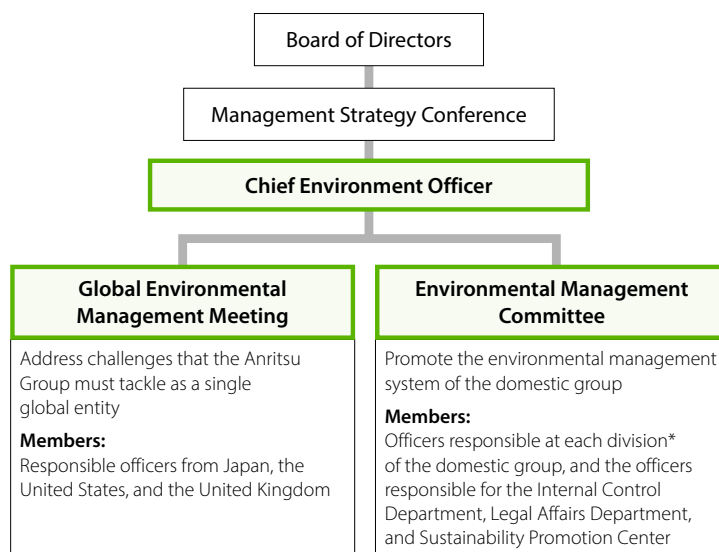 Board of Directors
Management Strategy Conference
Chief Environment Officer
Global Environmental
Management Meeting
Address challenges that the Anritsu
Group must tackle as a single
global entity
Members:
Responsible officers from Japan, the
United States, and the United Kingdom
Environmental Management
Committee
Promote the environmental management
system of the domestic group
Members:
Officers responsible at each division*
of the domestic group, and the officers
responsible for the Internal Control
Department, Legal Affairs Department,
and Sustainability Promotion Center